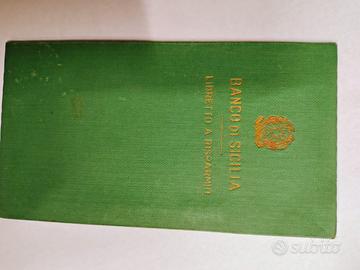 BANCO DI SICILIA
LIBRETTO A RISPARMIO
subito